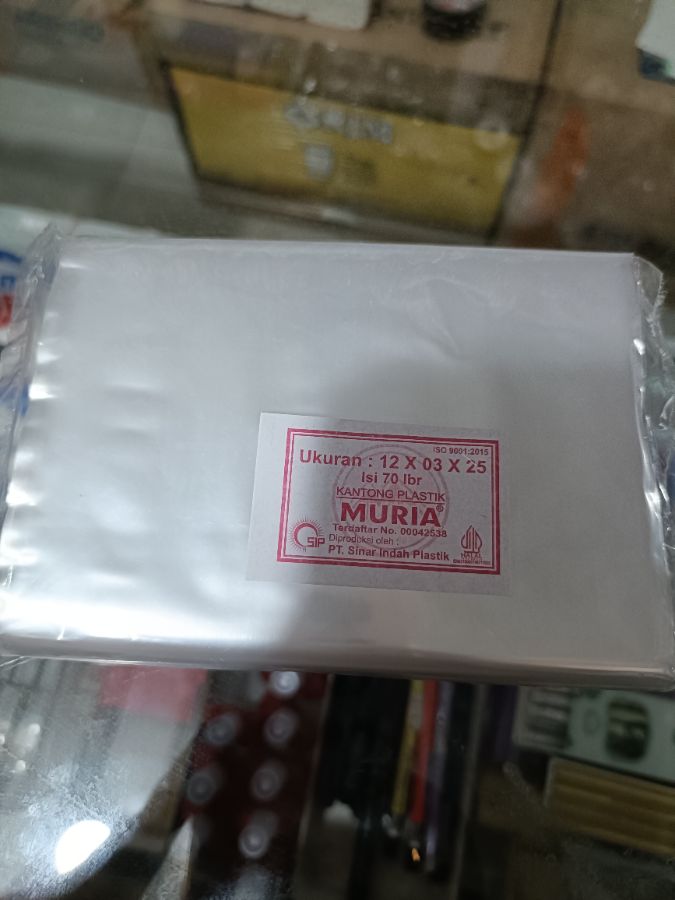 ISO 9001:2015
Ukuran : 12 X 03 X 25
Isi 70 lbr
KANTONG PLASTIK
MURIA®
Terdaftar No. 00042538
Diproduksi oleh :
PT. Sinar Indah Plastik
SIP
HALAL